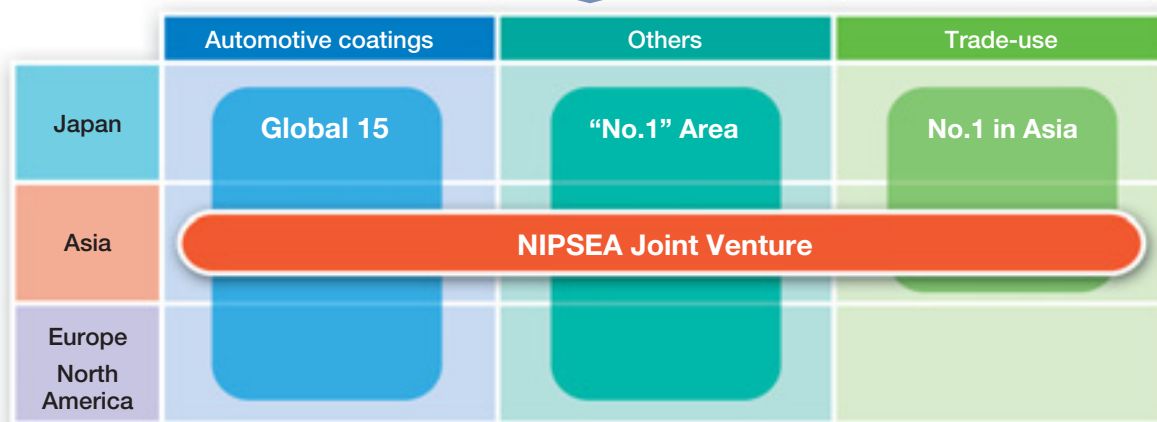 Automotive coatings
Others
Trade-use
Japan
Global 15
“No.1” Area
No.1 in Asia
Asia
NIPSEA Joint Venture
Europe
North
America